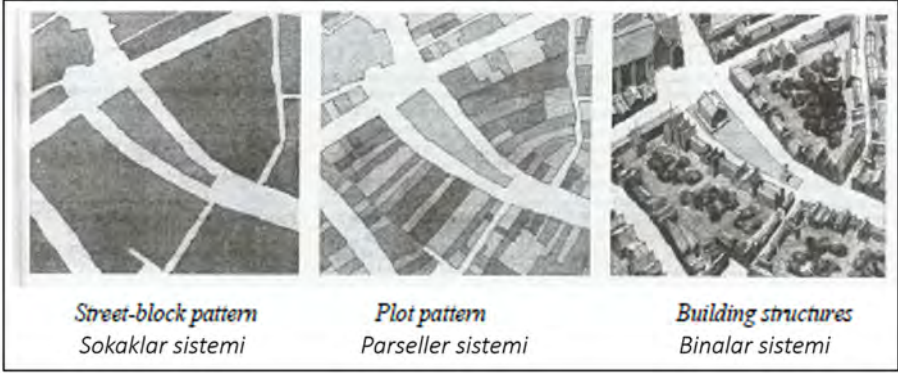 Street-block pattern
Sokaklar sistemi
Plot pattern
Parseller sistemi
Building structures
Binalar sistemi